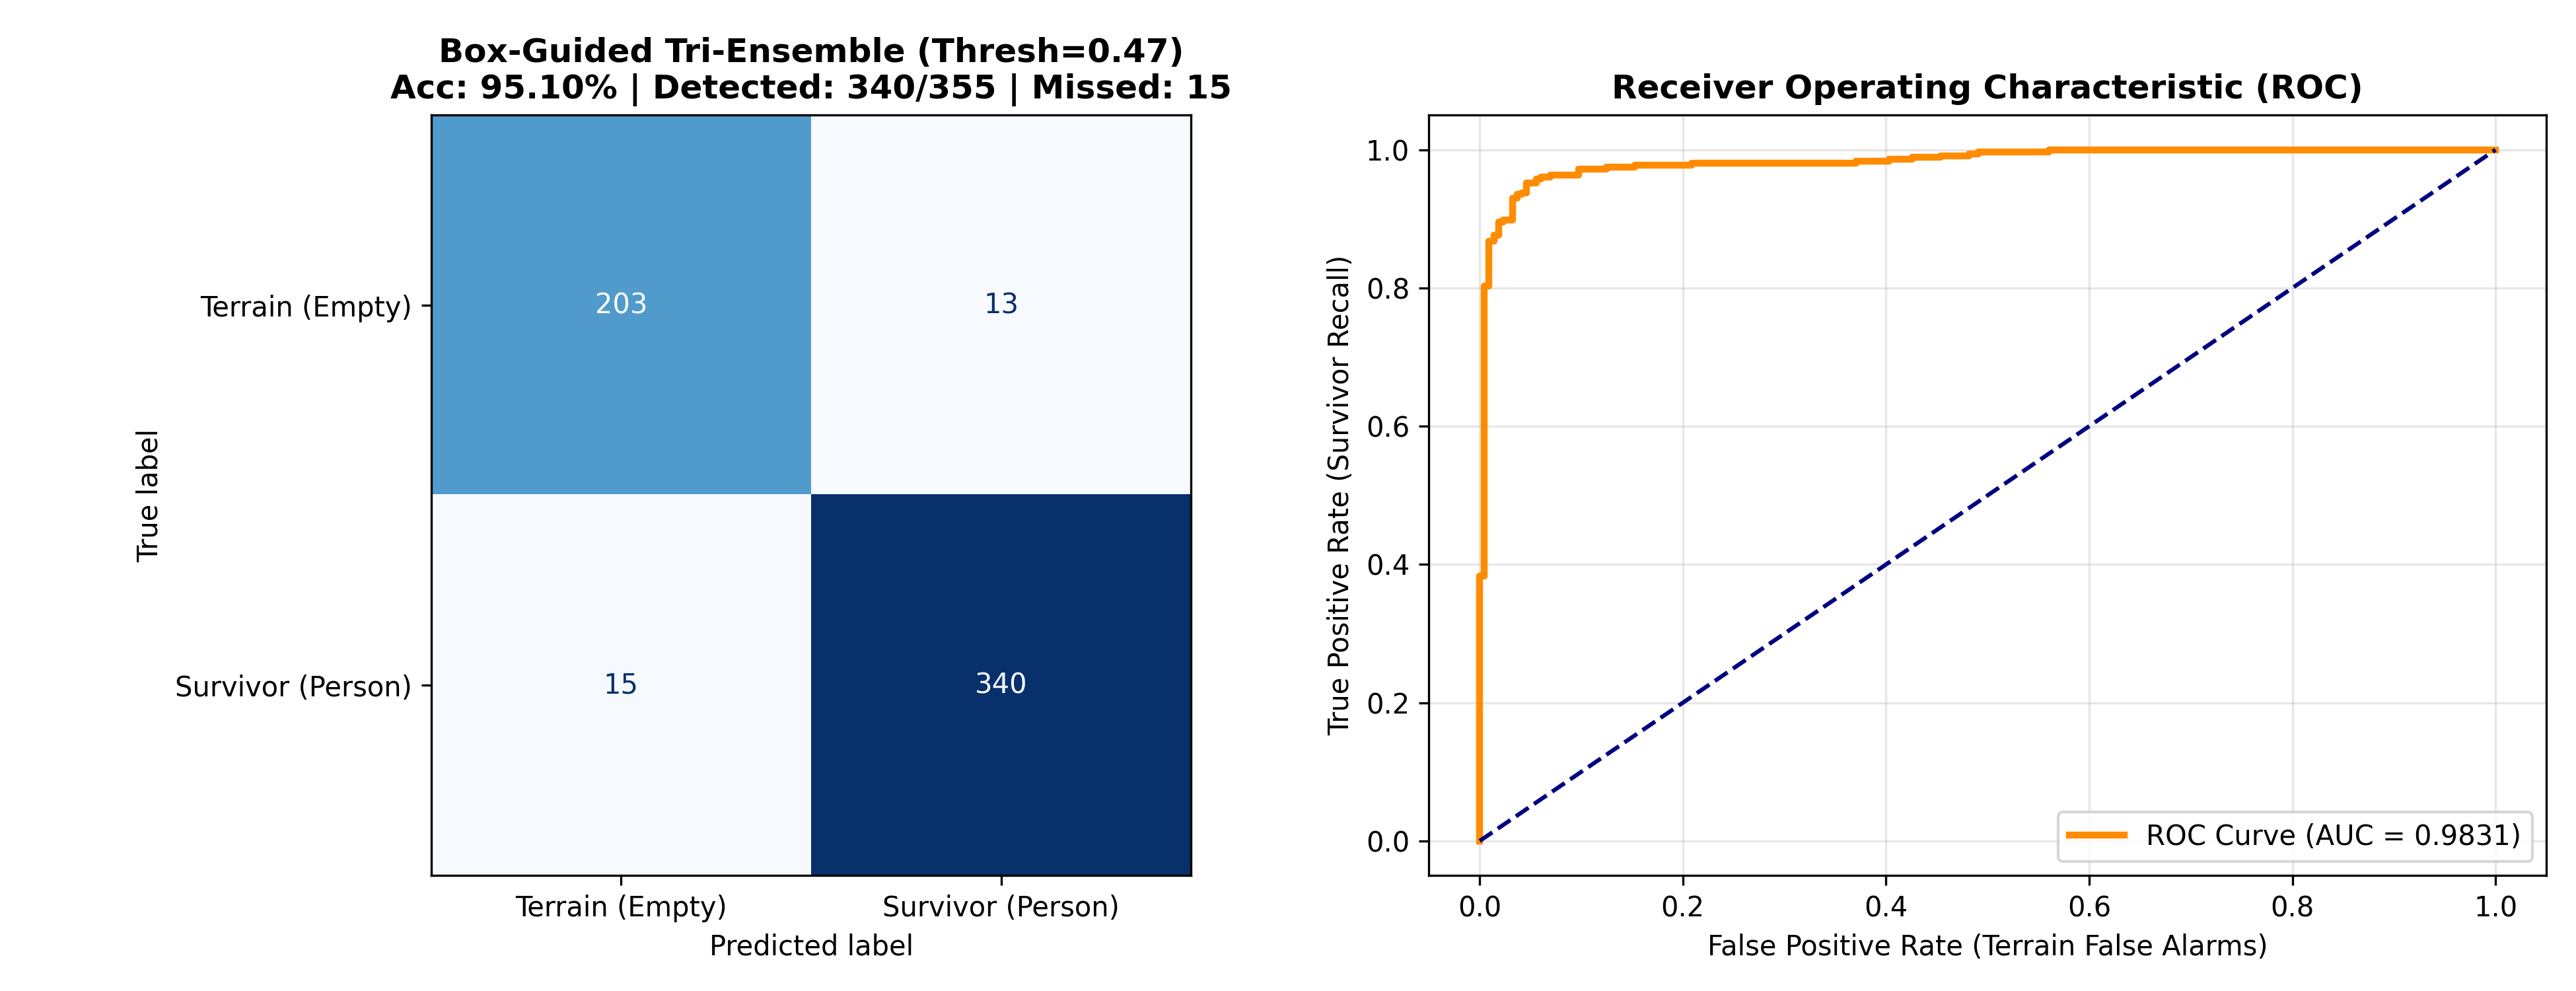 Box-Guided Tri-Ensemble (Thresh=0.47)
Acc: 95.10% | Detected: 340/355 | Missed: 15
True label
Terrain (Empty)
203
13
Survivor (Person)
15
340
Terrain (Empty)
Survivor (Person)
Predicted label
Receiver Operating Characteristic (ROC)
True Positive Rate (Survivor Recall)
1.0
0.8
0.6
0.4
0.2
0.0
ROC Curve (AUC = 0.9831)
0.0
0.2
0.4
0.6
0.8
1.0
False Positive Rate (Terrain False Alarms)